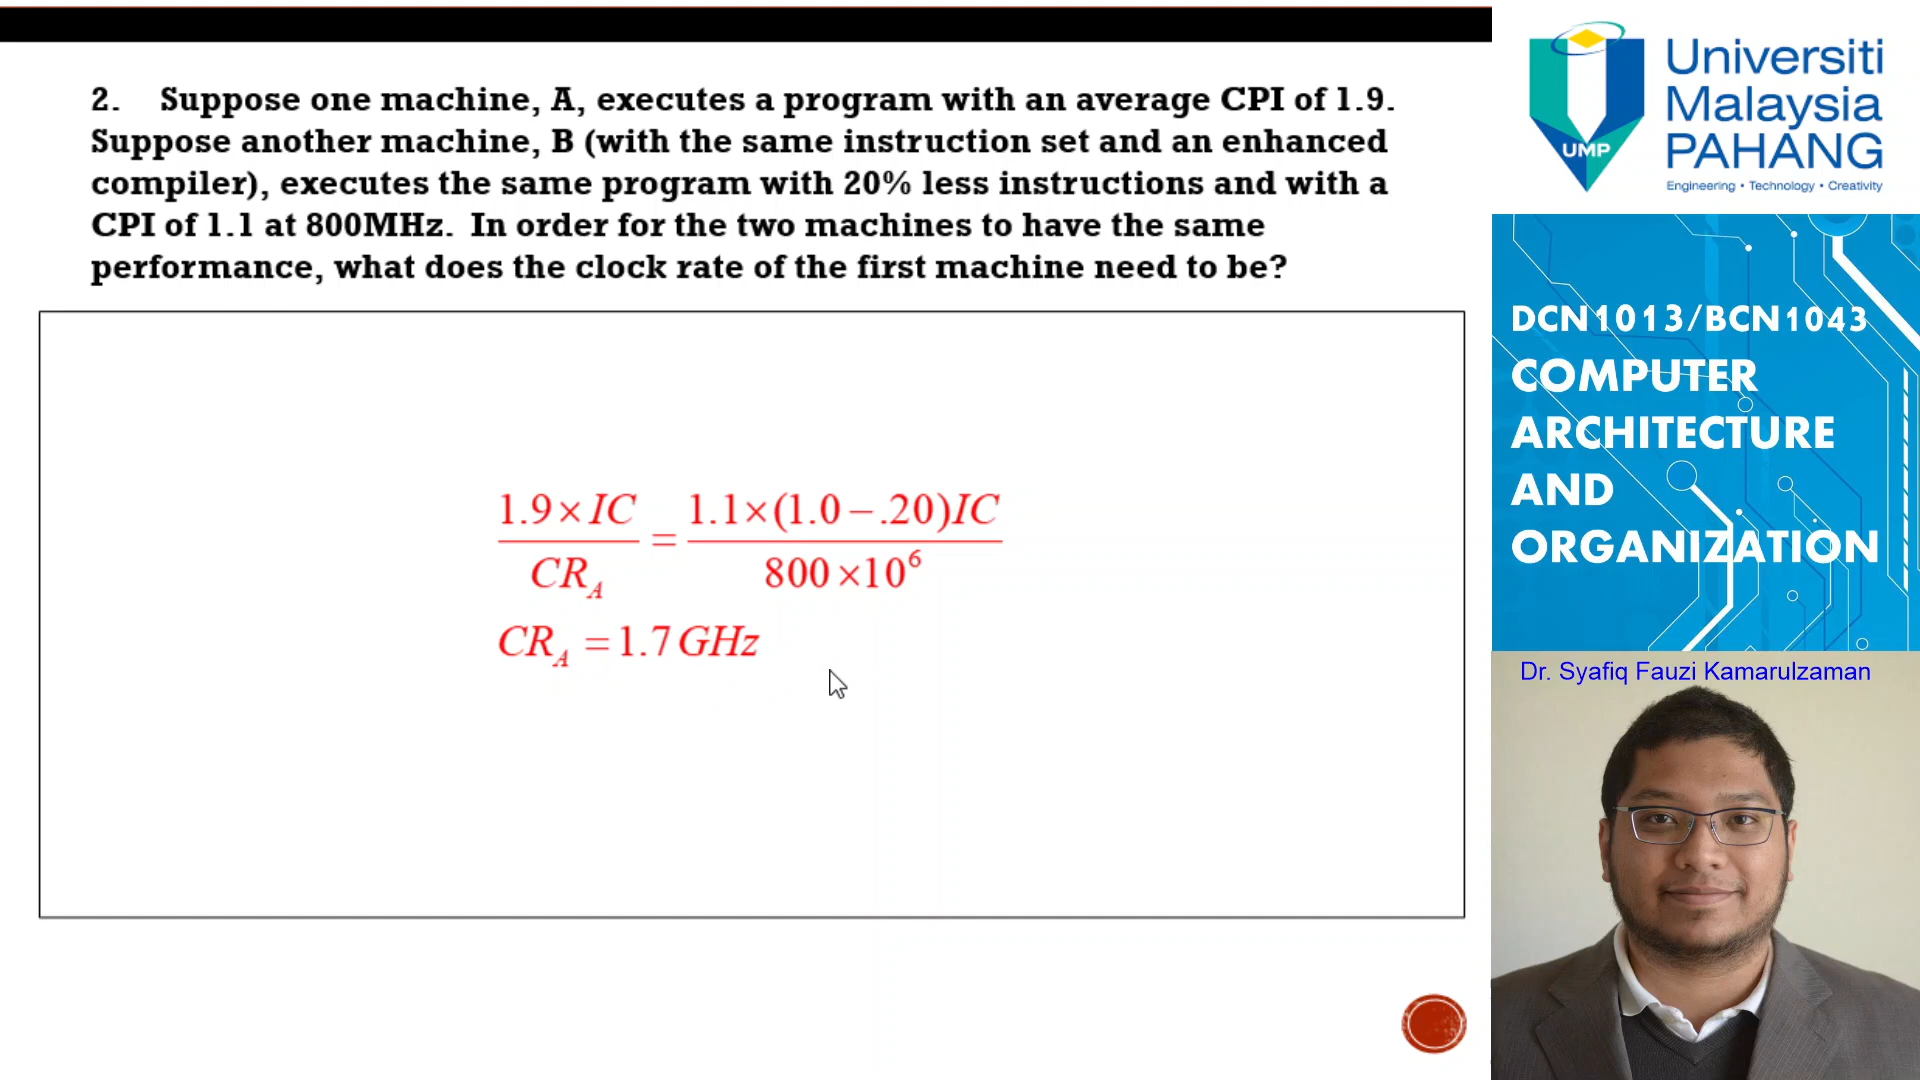 2. Suppose one machine, A, executes a program with an average CPI of 1.9.
Suppose another machine, B (with the same instruction set and an enhanced
compiler), executes the same program with 20% less instructions and with a
CPI of 1.1 at 800MHz. In order for the two machines to have the same
performance, what does the clock rate of the first machine need to be?
1.9×IC / CR_A = 1.1×(1.0−.20)IC / 800×10^6
CR_A = 1.7 GHz
UMP
Universiti
Malaysia
PAHANG
Engineering • Technology • Creativity
DCN1013/BCN1043
COMPUTER
ARCHITECTURE
AND
ORGANIZATION
Dr. Syafiq Fauzi Kamarulzaman